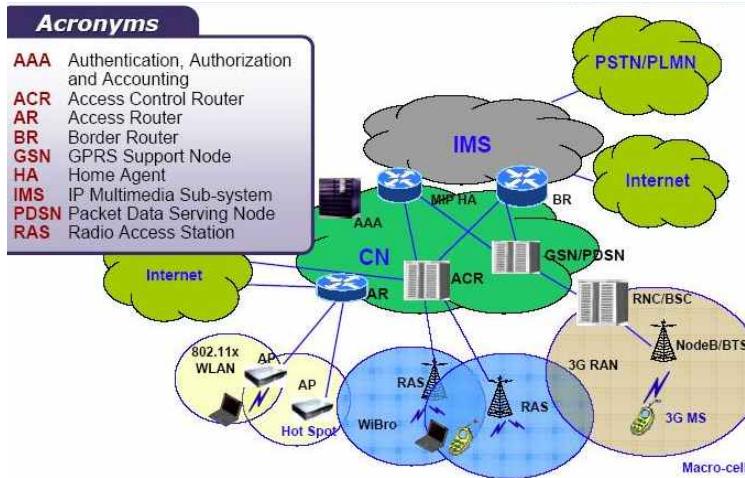 Acronyms
AAA Authentication, Authorization
and Accounting
ACR Access Control Router
AR Access Router
BR Border Router
GSN GPRS Support Node
HA Home Agent
IMS IP Multimedia Sub-system
PDSN Packet Data Serving Node
RAS Radio Access Station
PSTN/PLMN
IMS
Internet
MIP HA
BR
AAA
CN
GSN/PDSN
Internet
ACR
AR
RNC/BSC
802.11x
WLAN
AP
AP
Hot Spot
RAS
WiBro
RAS
3G RAN
NodeB/BTS
3G MS
Macro-cell